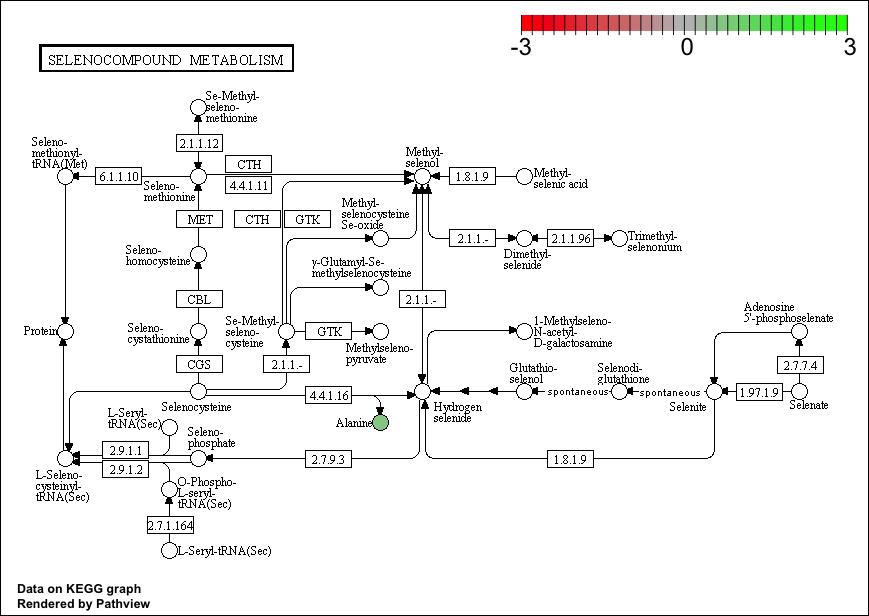 -3
0
3
SELENOCOMPOUND METABOLISM
Se-Methyl-
seleno-
methionine
2.1.1.12
Seleno-
methionyl-
tRNA(Met)
6.1.1.10
Seleno-
methionine
CTH
4.4.1.11
Methyl-
selenol
1.8.1.9
Methyl-
selenic acid
MET
CTH
GTK
Methyl-
selenocysteine
Se-oxide
2.1.1.-
Dimethyl-
selenide
2.1.1.96
Trimethyl-
selenonium
Seleno-
homocysteine
γ-Glutamyl-Se-
methylselenocysteine
CBL
2.1.1.-
Protein
Seleno-
cystathionine
Se-Methyl-
seleno-
cysteine
GTK
Methylseleno-
pyruvate
1-Methylseleno-
N-acetyl-
D-galactosamine
Adenosine
5'-phosphoselenate
CGS
2.1.1.-
Glutathio-
selenol
Selenodi-
glutathione
2.7.7.4
Selenocysteine
4.4.1.16
Alanine
Hydrogen
selenide
spontaneous
spontaneous
Selenite
1.97.1.9
Selenate
L-Seryl-
tRNA(Sec)
Seleno-
phosphate
2.9.1.1
2.9.1.2
2.7.9.3
1.8.1.9
L-Seleno-
cysteinyl-
tRNA(Sec)
O-Phospho-
L-seryl-
tRNA(Sec)
2.7.1.164
L-Seryl-tRNA(Sec)
Data on KEGG graph
Rendered by Pathview